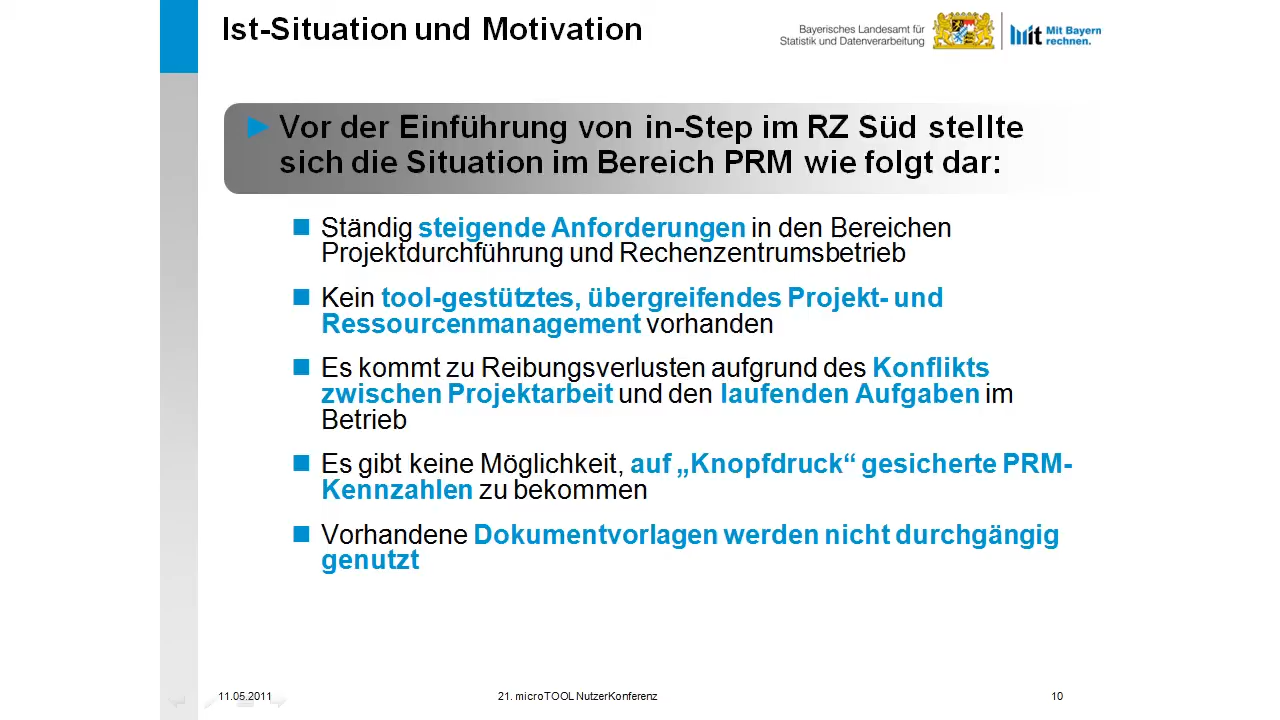 Ist-Situation und Motivation
Bayerisches Landesamt für
Statistik und Datenverarbeitung
Mit Bayern
rechnen.
Vor der Einführung von in-Step im RZ Süd stellte
sich die Situation im Bereich PRM wie folgt dar:
Ständig steigende Anforderungen in den Bereichen
Projektdurchführung und Rechenzentrumsbetrieb
Kein tool-gestütztes, übergreifendes Projekt- und
Ressourcenmanagement vorhanden
Es kommt zu Reibungsverlusten aufgrund des Konflikts
zwischen Projektarbeit und den laufenden Aufgaben im
Betrieb
Es gibt keine Möglichkeit, auf „Knopfdruck“ gesicherte PRM-
Kennzahlen zu bekommen
Vorhandene Dokumentvorlagen werden nicht durchgängig
genutzt
11.05.2011
21. microTOOL NutzerKonferenz
10